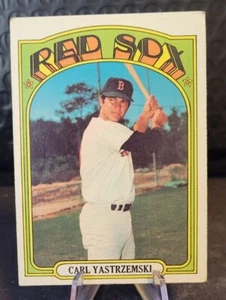 RED SOX
B
CARL YASTRZEMSKI